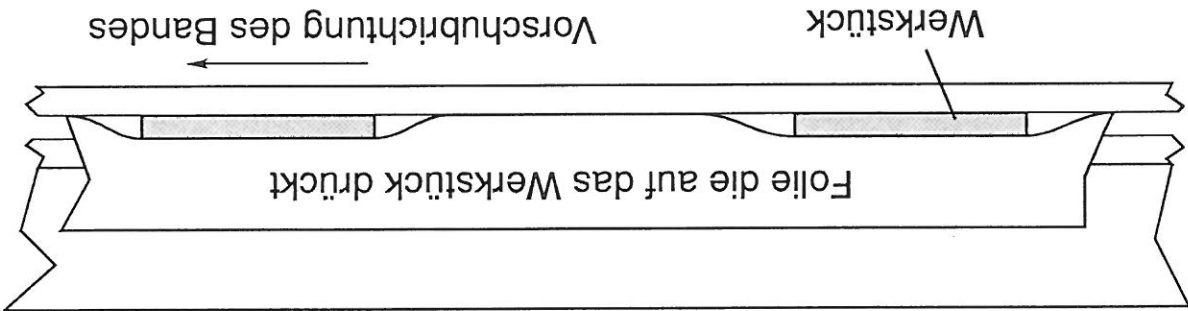 Folie die auf das Werkstück drückt
Werkstück
Vorschubrichtung des Bandes